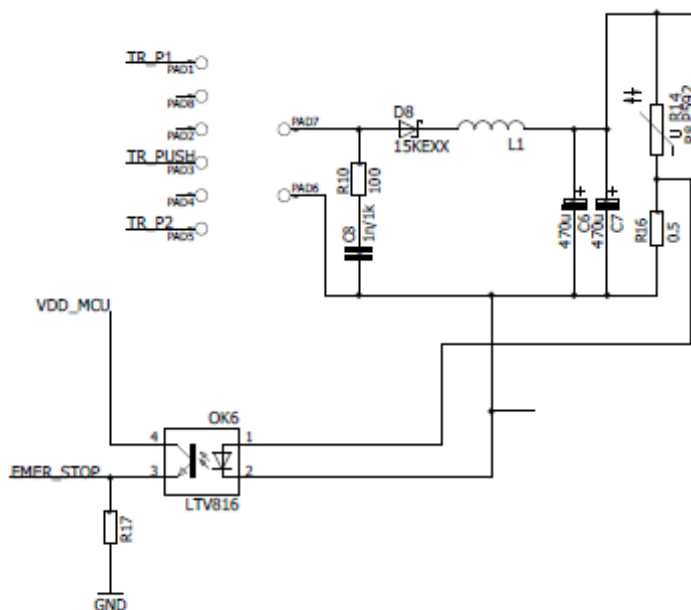 TR_P1
PAD1
PAD8
PAD2
TR_PUSH
PAD3
PAD4
TR_P2
PAD5
PAD7
PAD6
D8
15KEXX
L1
R10
100
C8
1n/1k
470u
C6
470u
C7
R14
U
R16
0.5
VDD_MCU
OK6
4
1
EMER_STOP
3
2
LTV816
R17
GND